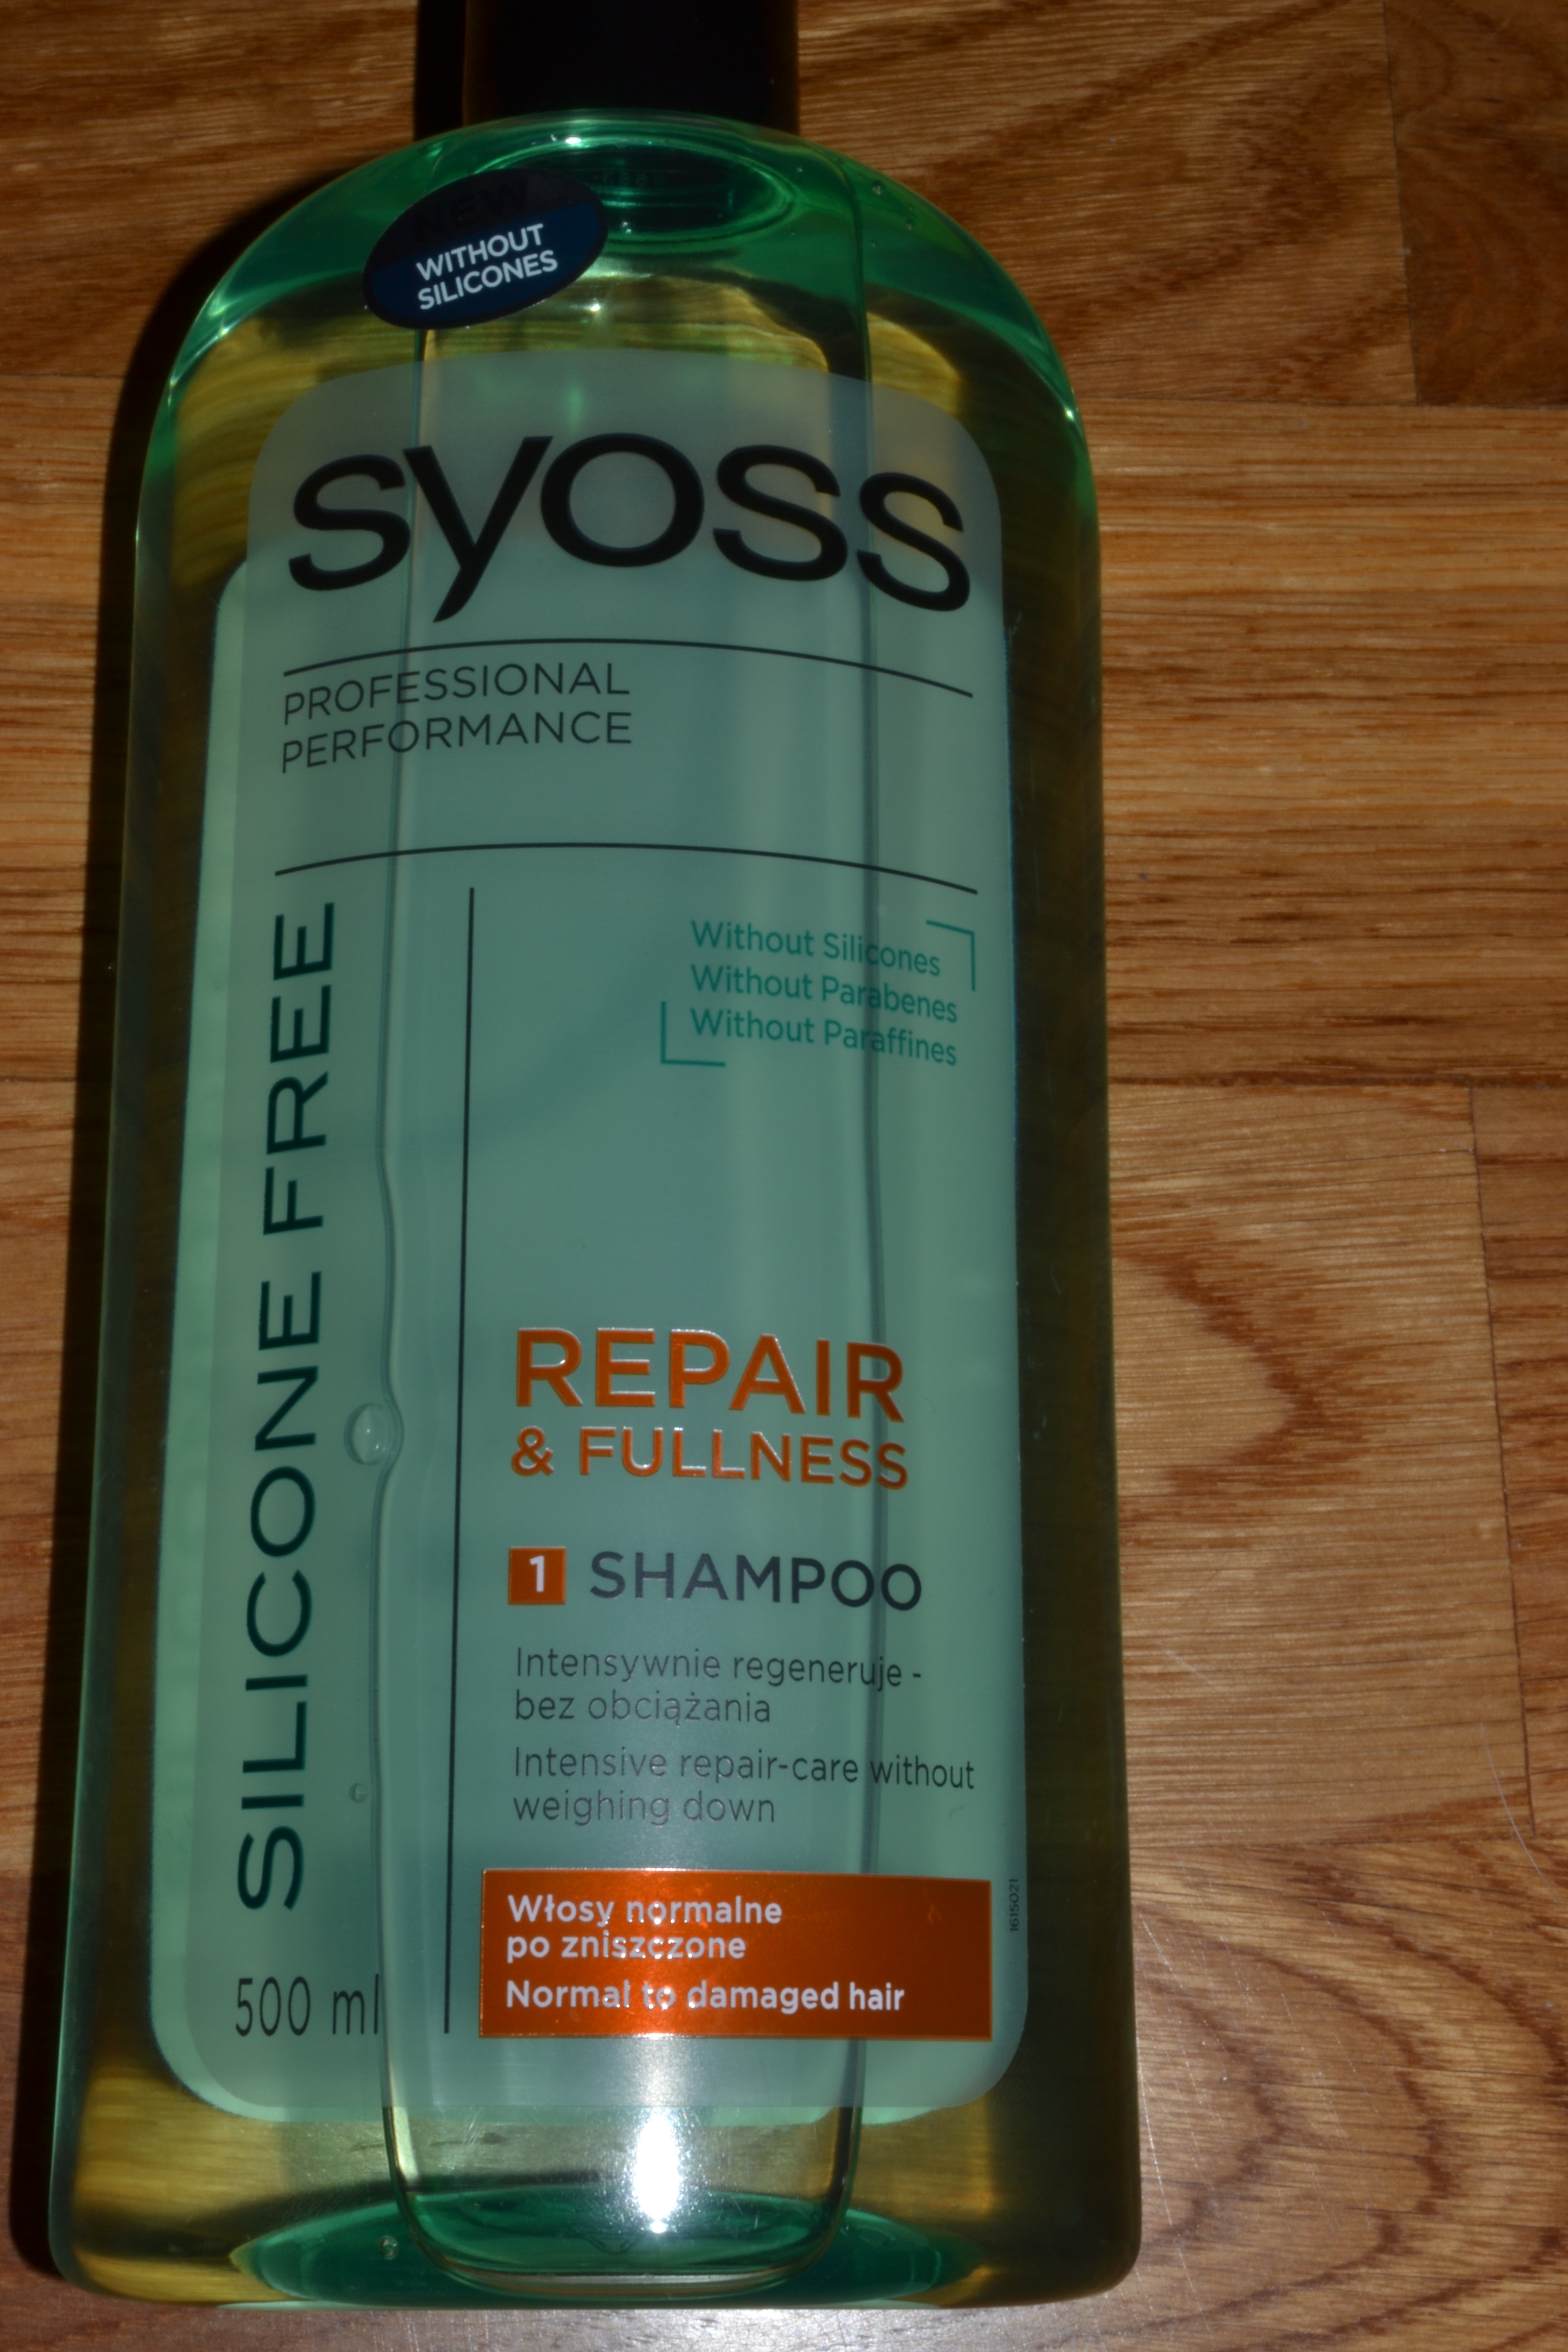 NEW
WITHOUT
SILICONES
syoss
PROFESSIONAL
PERFORMANCE
SILICONE FREE
Without Silicones
Without Parabenes
Without Paraffines
REPAIR
& FULLNESS
1 SHAMPOO
Intensywnie regeneruje -
bez obciążania
Intensive repair-care without
weighing down
Włosy normalne
po zniszczone
Normal to damaged hair
1615021
500 ml